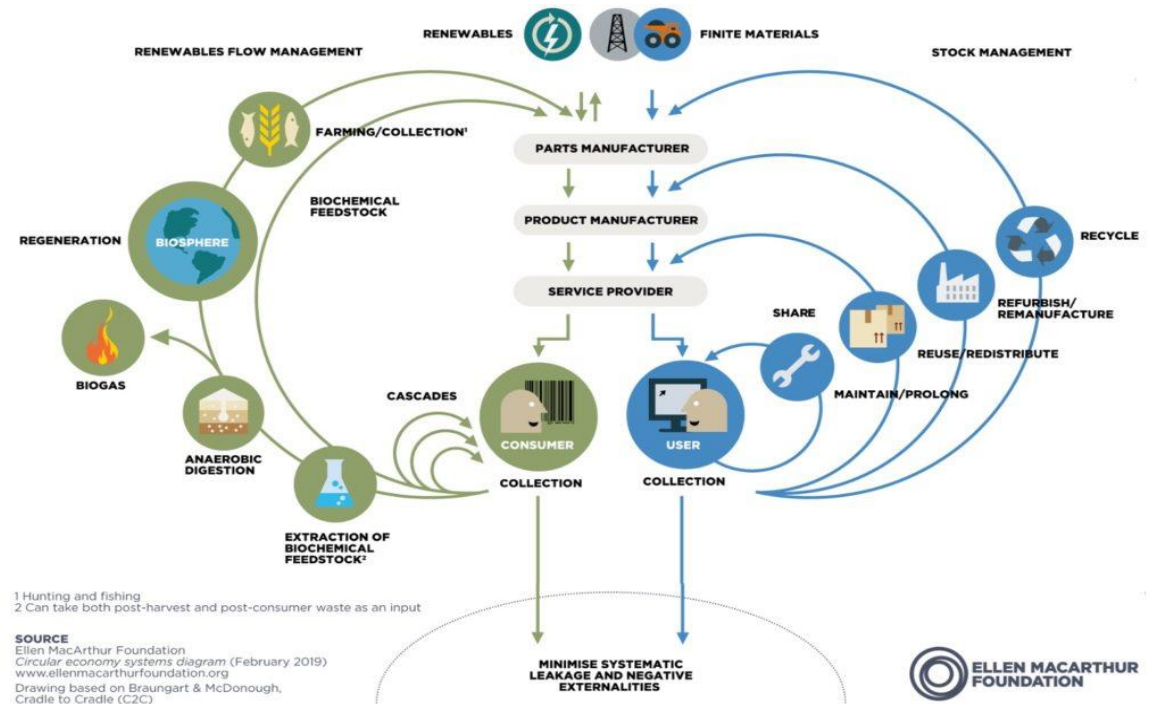 RENEWABLES
FINITE MATERIALS
RENEWABLES FLOW MANAGEMENT
STOCK MANAGEMENT
FARMING/COLLECTION¹
PARTS MANUFACTURER
BIOCHEMICAL
FEEDSTOCK
PRODUCT MANUFACTURER
REGENERATION
BIOSPHERE
RECYCLE
SERVICE PROVIDER
SHARE
REFURBISH/
REMANUFACTURE
REUSE/REDISTRIBUTE
BIOGAS
MAINTAIN/PROLONG
CASCADES
CONSUMER
USER
ANAEROBIC
DIGESTION
COLLECTION
COLLECTION
EXTRACTION OF
BIOCHEMICAL
FEEDSTOCK²
1 Hunting and fishing
2 Can take both post-harvest and post-consumer waste as an input
SOURCE
Ellen MacArthur Foundation
Circular economy systems diagram (February 2019)
www.ellenmacarthurfoundation.org
Drawing based on Braungart & McDonough,
Cradle to Cradle (C2C)
MINIMISE SYSTEMATIC
LEAKAGE AND NEGATIVE
EXTERNALITIES
ELLEN MACARTHUR
FOUNDATION